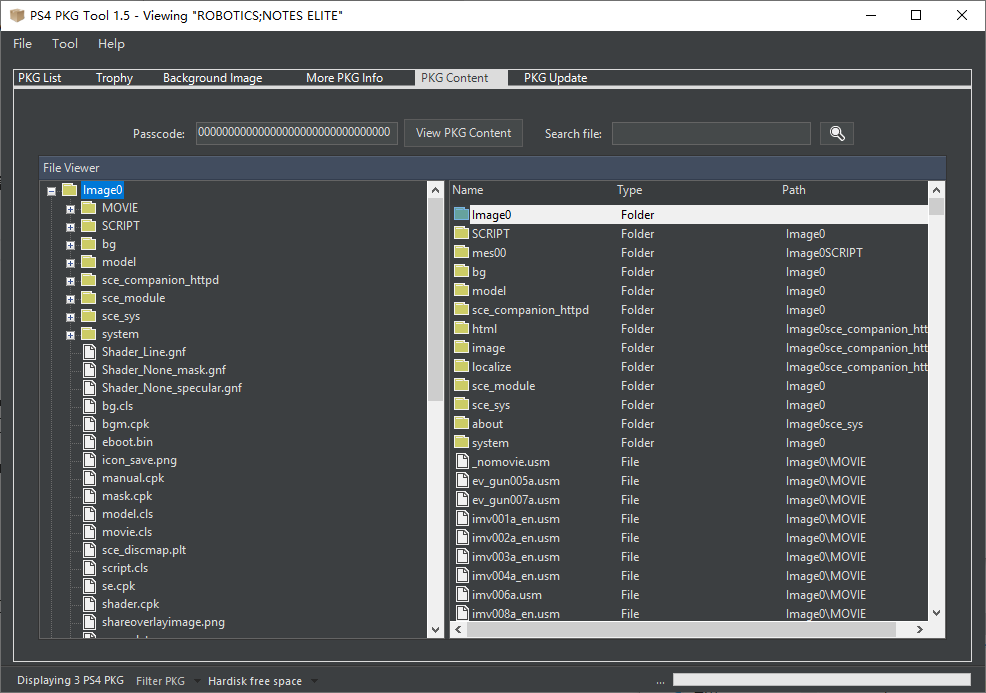 PS4 PKG Tool 1.5 - Viewing "ROBOTICS;NOTES ELITE"
File Tool Help
PKG List Trophy Background Image More PKG Info PKG Content PKG Update
Passcode: 00000000000000000000000000000000 View PKG Content Search file:
File Viewer
Image0
MOVIE
SCRIPT
bg
model
sce_companion_httpd
sce_module
sce_sys
system
Shader_Line.gnf
Shader_None_mask.gnf
Shader_None_specular.gnf
bg.cls
bgm.cpk
eboot.bin
icon_save.png
manual.cpk
mask.cpk
model.cls
movie.cls
sce_discmap.plt
script.cls
se.cpk
shader.cpk
shareoverlayimage.png
Name Type Path
Image0 Folder
SCRIPT Folder Image0
mes00 Folder Image0SCRIPT
bg Folder Image0
model Folder Image0
sce_companion_httpd Folder Image0
html Folder Image0sce_companion_htt
image Folder Image0sce_companion_htt
localize Folder Image0sce_companion_htt
sce_module Folder Image0
sce_sys Folder Image0
about Folder Image0sce_sys
system Folder Image0
_nomovie.usm File Image0\MOVIE
ev_gun005a.usm File Image0\MOVIE
ev_gun007a.usm File Image0\MOVIE
imv001a_en.usm File Image0\MOVIE
imv002a_en.usm File Image0\MOVIE
imv003a_en.usm File Image0\MOVIE
imv004a_en.usm File Image0\MOVIE
imv006a.usm File Image0\MOVIE
imv008a_en.usm File Image0\MOVIE
Displaying 3 PS4 PKG Filter PKG Hardisk free space ...